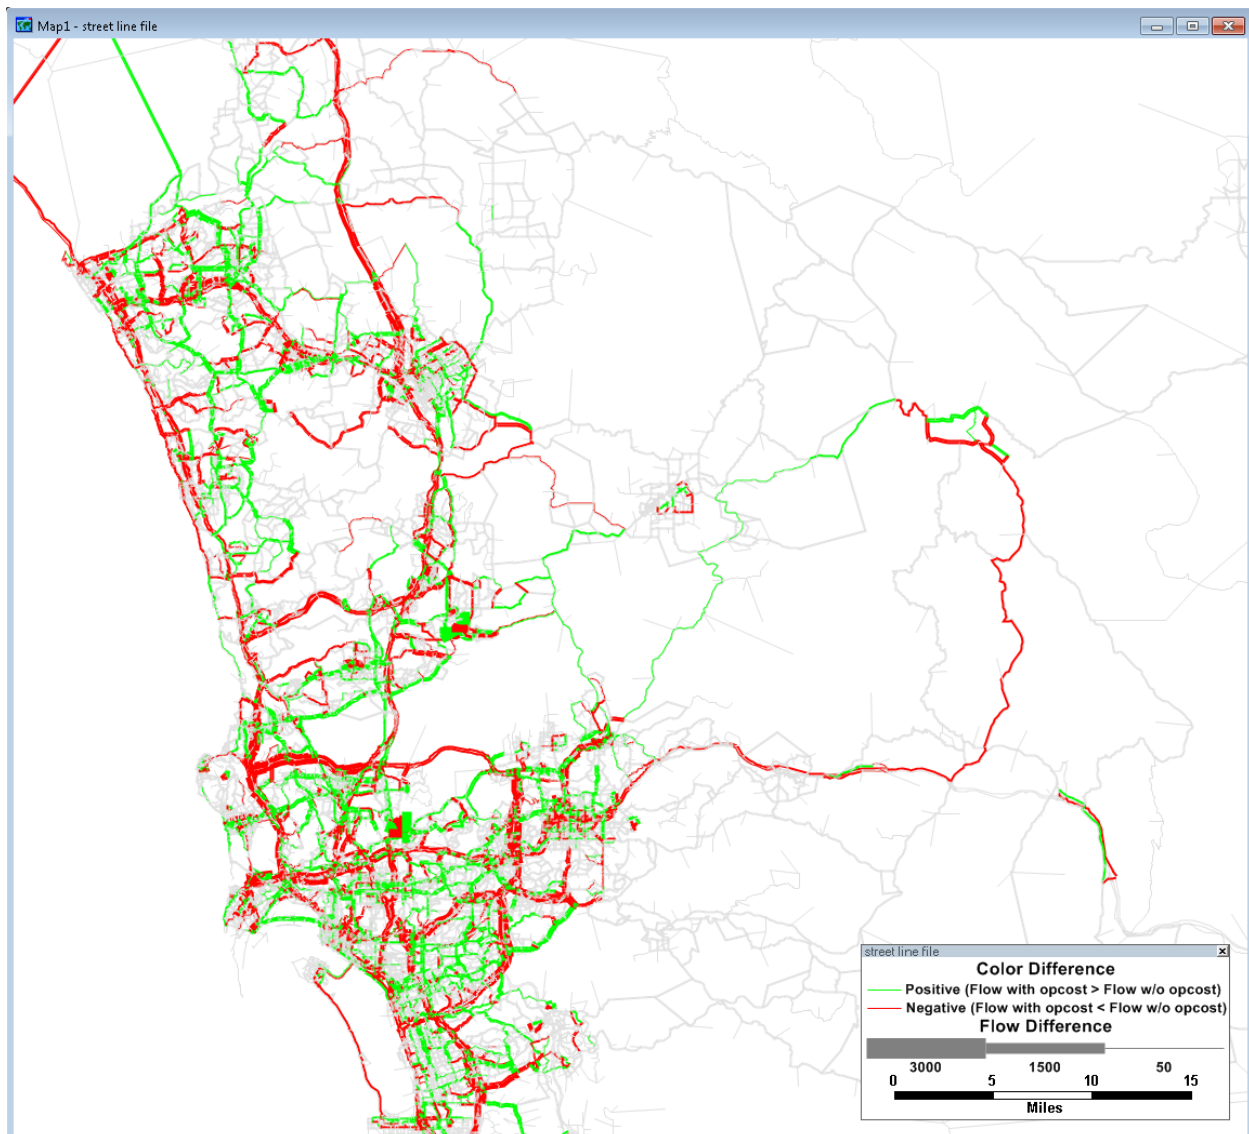 Map1 - street line file
street line file
Color Difference
Positive (Flow with opcost > Flow w/o opcost)
Negative (Flow with opcost < Flow w/o opcost)
Flow Difference
3000 1500 50
0 5 10 15
Miles